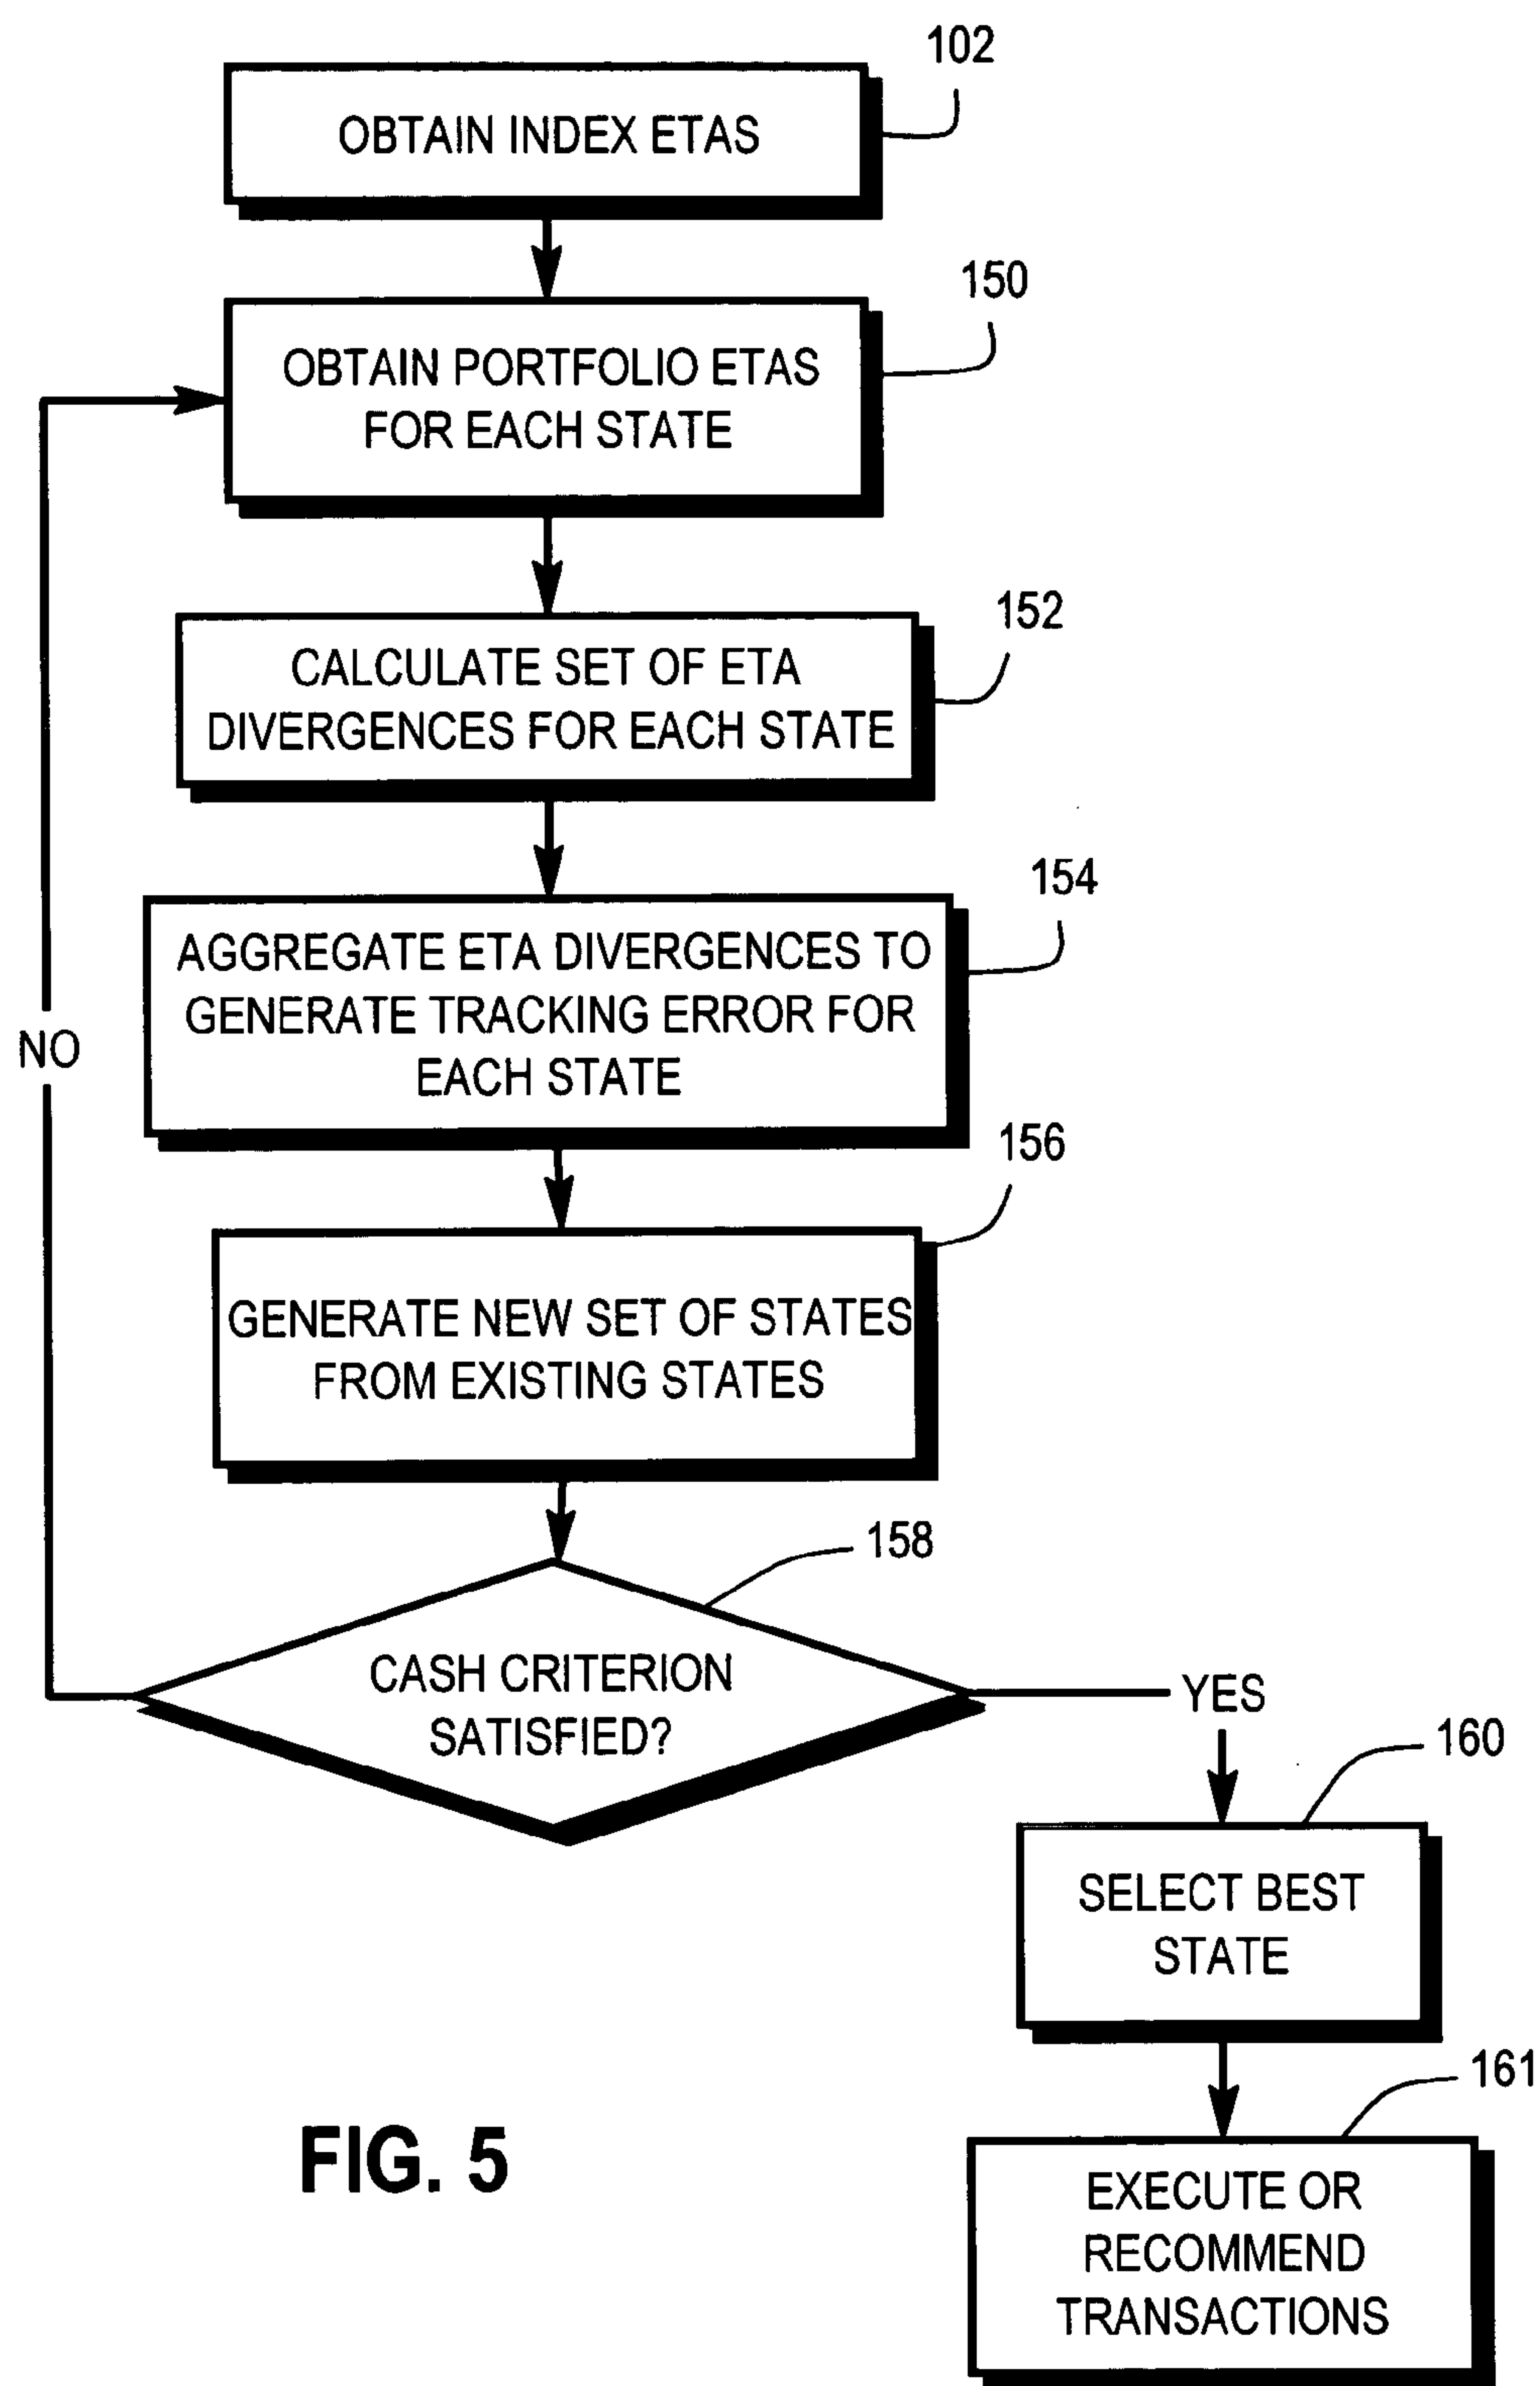 102
OBTAIN INDEX ETAS
150
OBTAIN PORTFOLIO ETAS
FOR EACH STATE
152
CALCULATE SET OF ETA
DIVERGENCES FOR EACH STATE
154
AGGREGATE ETA DIVERGENCES TO
GENERATE TRACKING ERROR FOR
EACH STATE
NO
156
GENERATE NEW SET OF STATES
FROM EXISTING STATES
158
CASH CRITERION
SATISFIED?
YES
160
SELECT BEST
STATE
161
EXECUTE OR
RECOMMEND
TRANSACTIONS
FIG. 5